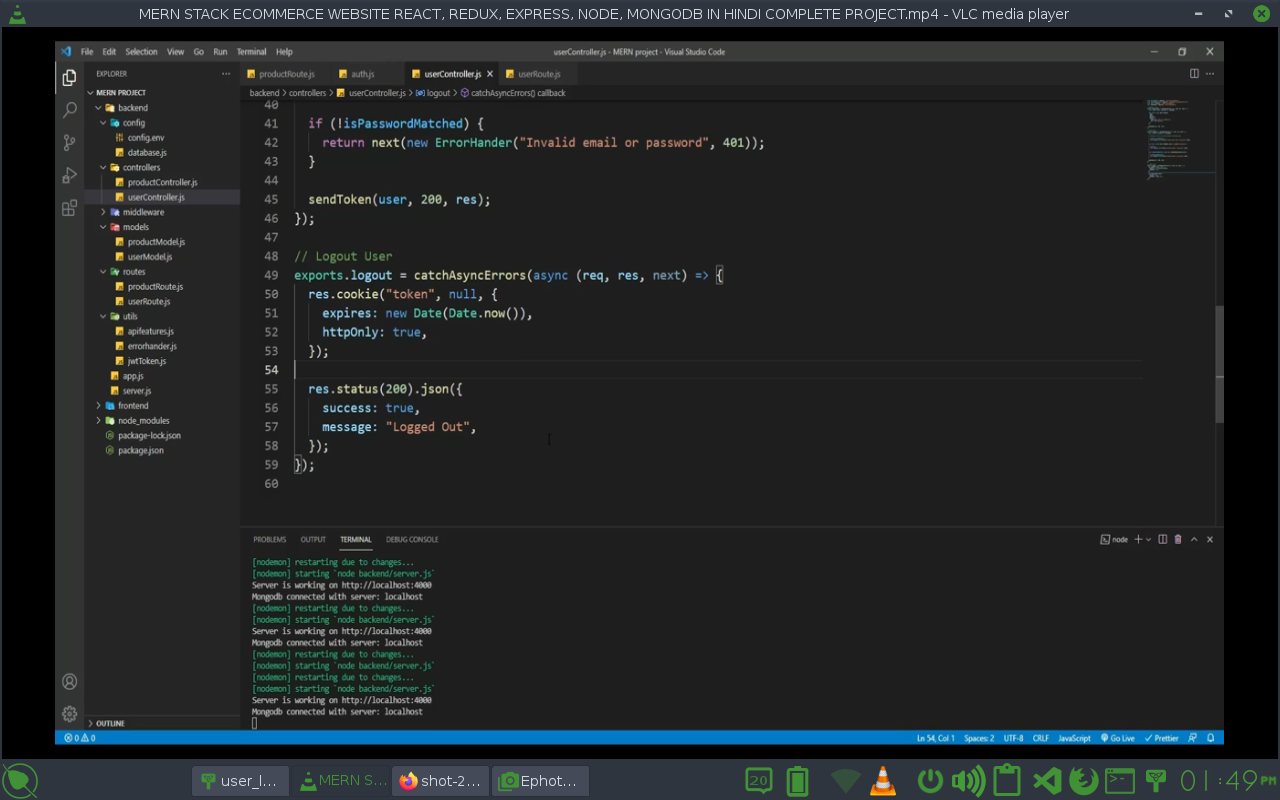 MERN STACK ECOMMERCE WEBSITE REACT, REDUX, EXPRESS, NODE, MONGODB IN HINDI COMPLETE PROJECT.mp4 - VLC media player
File Edit Selection View Go Run Terminal Help
userController.js - MERN project - Visual Studio Code
EXPLORER
MERN PROJECT
backend
config
config.env
database.js
controllers
productController.js
userController.js
middleware
models
productModel.js
userModel.js
routes
productRoute.js
userRoute.js
utils
apifeatures.js
errorhander.js
jwtToken.js
app.js
server.js
frontend
node_modules
package-lock.json
package.json
OUTLINE
productRoute.js auth.js userController.js userRoute.js
backend > controllers > userController.js > logout > catchAsyncErrors() callback
40
41 if (!isPasswordMatched) {
42 return next(new ErrorHander("Invalid email or password", 401));
43 }
44
45 sendToken(user, 200, res);
46 });
47
48 // Logout User
49 exports.logout = catchAsyncErrors(async (req, res, next) => {
50 res.cookie("token", null, {
51 expires: new Date(Date.now()),
52 httpOnly: true,
53 });
54
55 res.status(200).json({
56 success: true,
57 message: "Logged Out",
58 });
59 });
60
PROBLEMS OUTPUT TERMINAL DEBUG CONSOLE
node
[nodemon] restarting due to changes...
[nodemon] starting `node backend/server.js`
Server is working on http://localhost:4000
Mongodb connected with server: localhost
[nodemon] restarting due to changes...
[nodemon] starting `node backend/server.js`
Server is working on http://localhost:4000
Mongodb connected with server: localhost
[nodemon] restarting due to changes...
[nodemon] starting `node backend/server.js`
[nodemon] restarting due to changes...
[nodemon] starting `node backend/server.js`
Server is working on http://localhost:4000
Mongodb connected with server: localhost
0 0
Ln 54, Col 1 Spaces: 2 UTF-8 CRLF JavaScript Go Live Prettier
user_l... MERN S... shot-2... Ephot...
20
01:49 PM